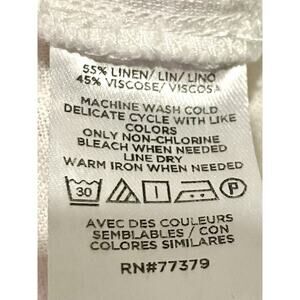 55% LINEN/ LIN/ LINO
45% VISCOSE/ VISCOSA
MACHINE WASH COLD
DELICATE CYCLE WITH LIKE
COLORS
ONLY NON-CHLORINE
BLEACH WHEN NEEDED
LINE DRY
WARM IRON WHEN NEEDED
30 P
AVEC DES COULEURS
SEMBLABLES / CON
COLORES SIMILARES
RN#77379